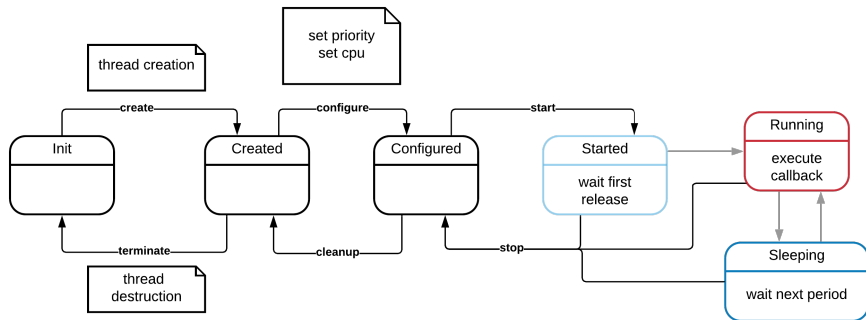 set priority
set cpu
thread creation
create
configure
start
Init
Created
Configured
Started
wait first
release
Running
execute
callback
terminate
cleanup
stop
thread
destruction
Sleeping
wait next period